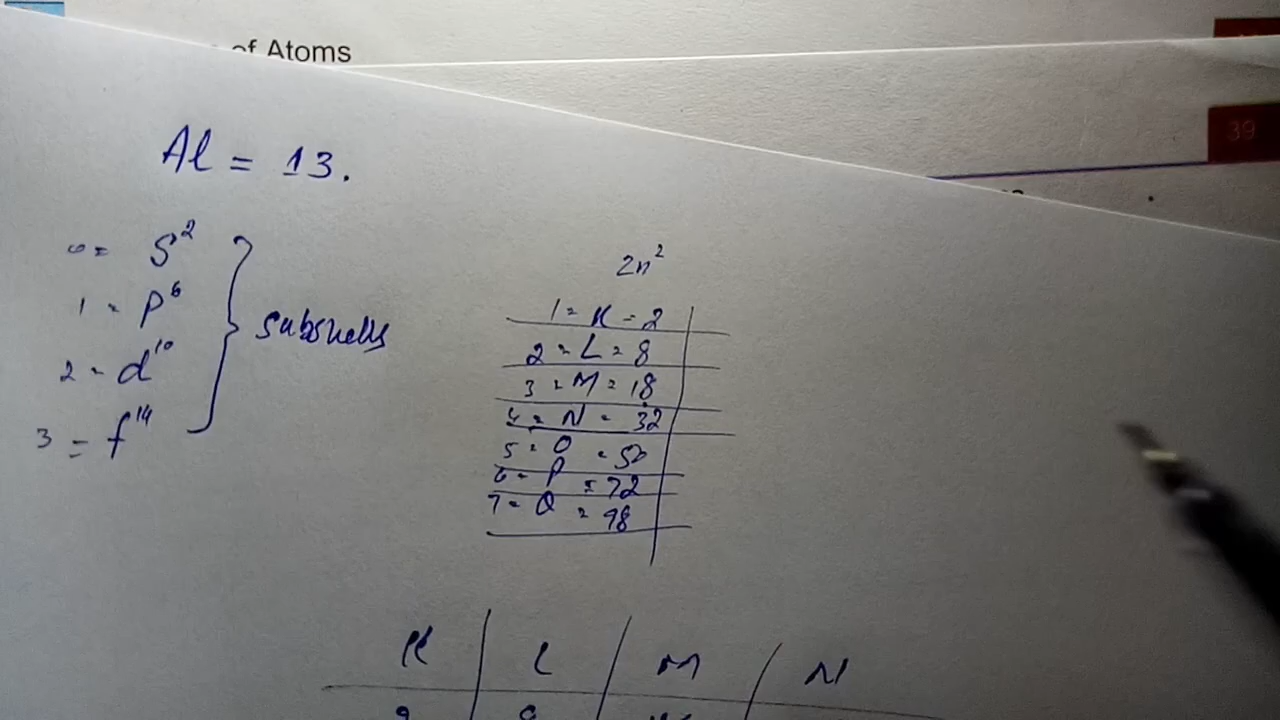 of Atoms
39
Al = 13.
0 = S²
1 = p⁶
2 = d¹⁰
3 = f¹⁴
subshells
2n²
1 = K = 2
2 = L = 8
3 = M = 18
4 = N = 32
5 = O = 50
6 = P = 72
7 = Q = 98
K L M N